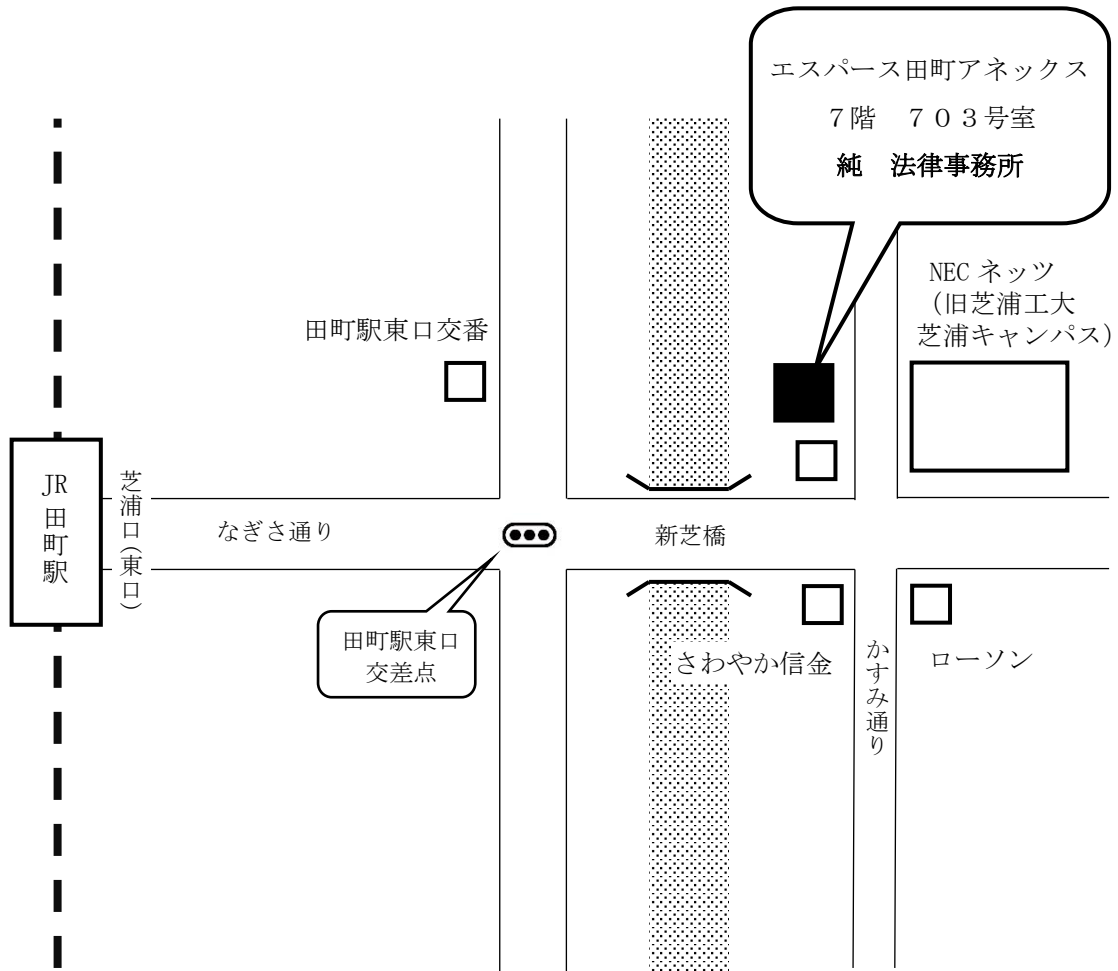 エスパース田町アネックス
７階　７０３号室
純　法律事務所
NEC ネッツ
（旧芝浦工大
芝浦キャンパス）
田町駅東口交番
JR
田
町
駅
芝浦口（東口）
なぎさ通り
新芝橋
田町駅東口
交差点
さわやか信金
かすみ通り
ローソン